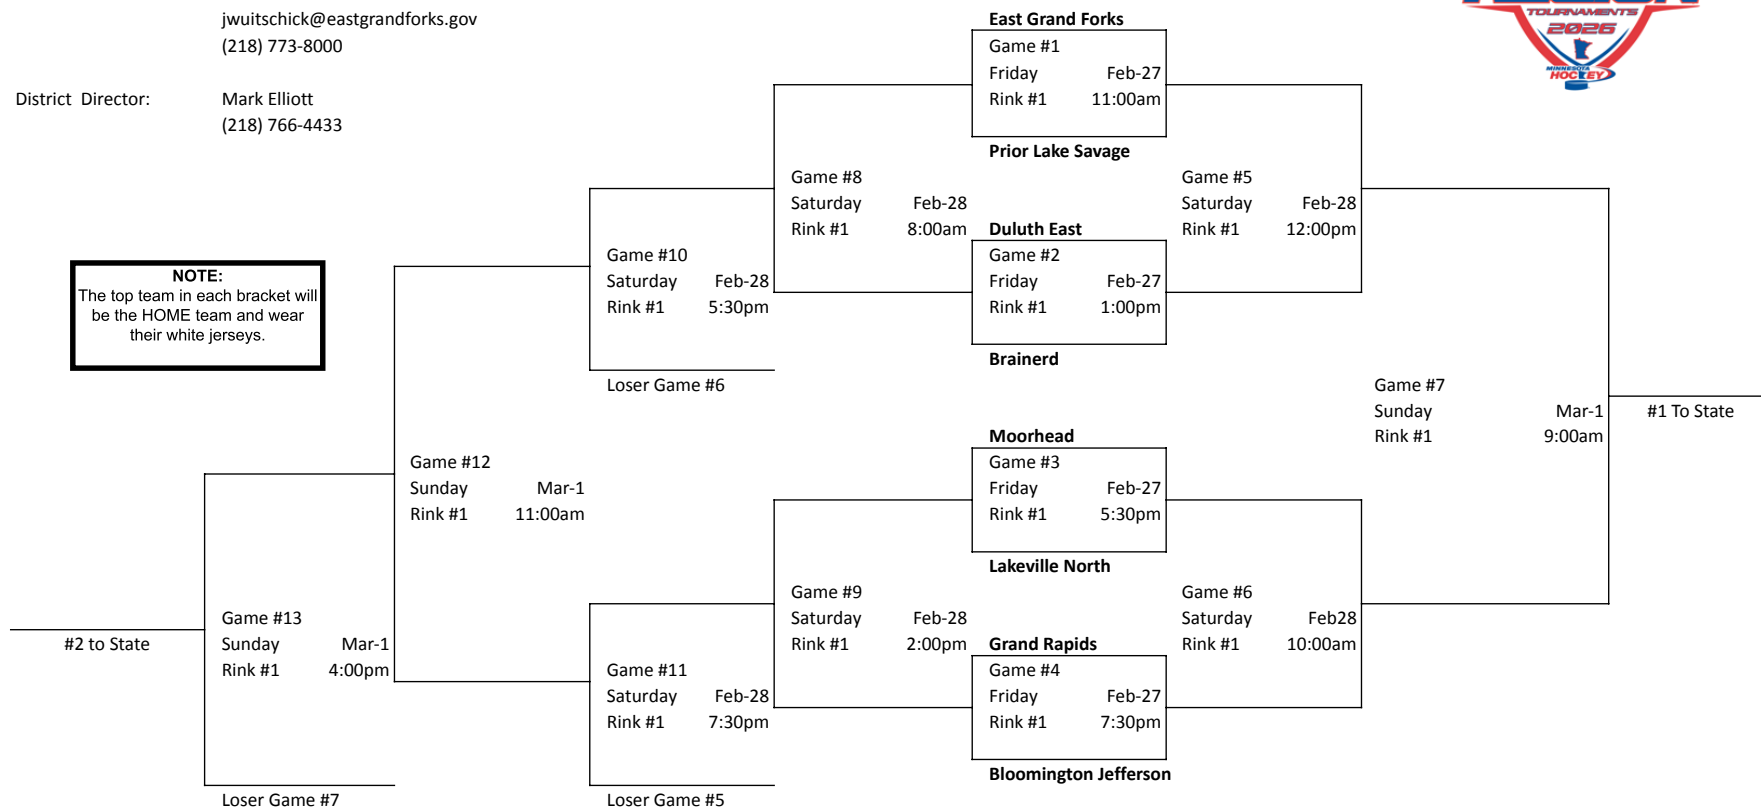 jwuitschick@eastgrandforks.gov
(218) 773-8000
District Director: Mark Elliott
(218) 766-4433
TOURNAMENTS
2026
MINNESOTA
HOCKEY
NOTE:
The top team in each bracket will
be the HOME team and wear
their white jerseys.
East Grand Forks
Game #1
Friday Feb-27
Rink #1 11:00am
Prior Lake Savage
Game #8
Saturday Feb-28
Rink #1 8:00am
Game #5
Saturday Feb-28
Rink #1 12:00pm
Duluth East
Game #2
Friday Feb-27
Rink #1 1:00pm
Brainerd
Game #10
Saturday Feb-28
Rink #1 5:30pm
Loser Game #6
Game #7
Sunday Mar-1
Rink #1 9:00am
#1 To State
Moorhead
Game #3
Friday Feb-27
Rink #1 5:30pm
Lakeville North
Game #12
Sunday Mar-1
Rink #1 11:00am
Game #9
Saturday Feb-28
Rink #1 2:00pm
Game #6
Saturday Feb28
Rink #1 10:00am
Grand Rapids
Game #4
Friday Feb-27
Rink #1 7:30pm
Bloomington Jefferson
Game #13
Sunday Mar-1
Rink #1 4:00pm
#2 to State
Game #11
Saturday Feb-28
Rink #1 7:30pm
Loser Game #7
Loser Game #5